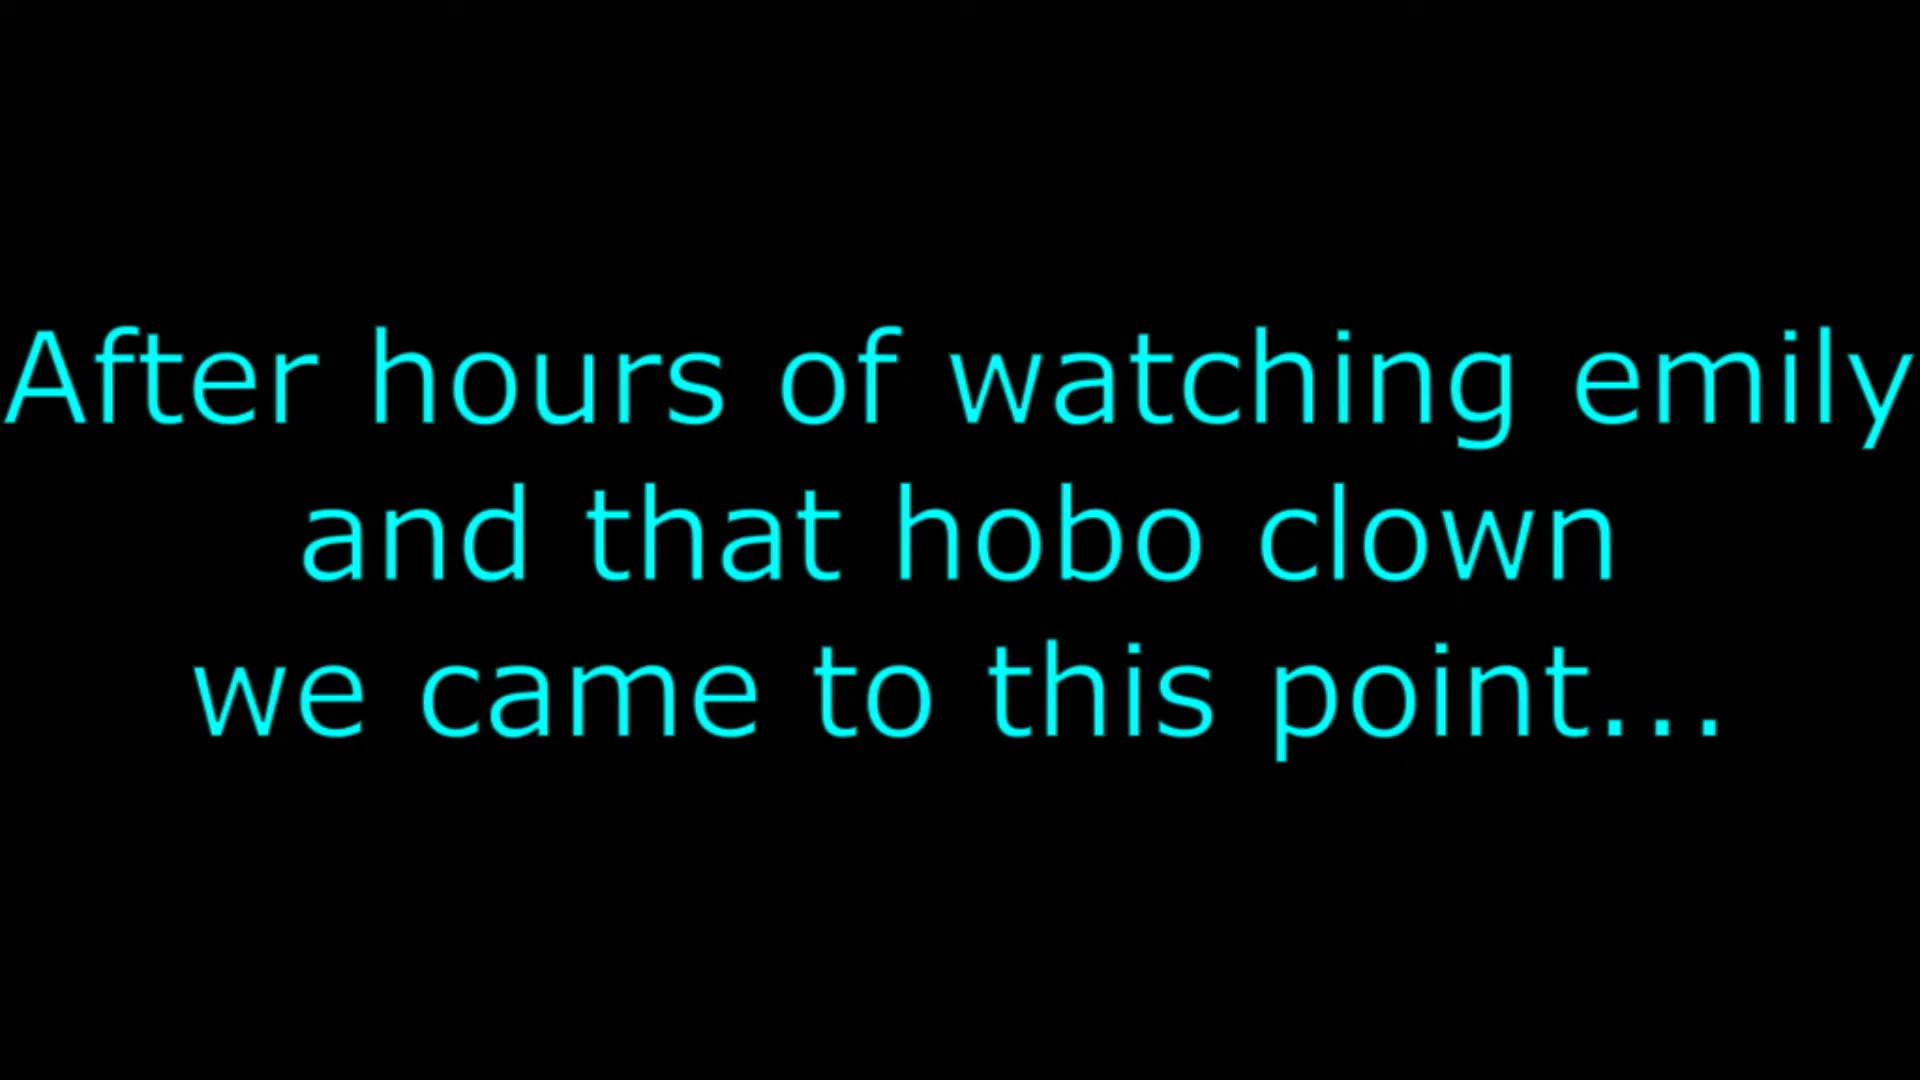 After hours of watching emily
and that hobo clown
we came to this point...